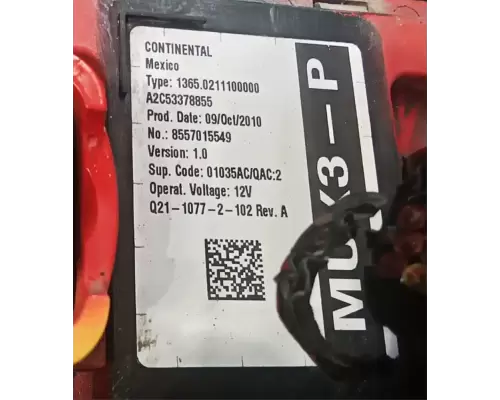 CONTINENTAL
Mexico
Type: 1365.0211100000
A2C53378855
Prod. Date: 09/Oct/2010
No.: 8557015549
Version: 1.0
Sup. Code: 01035AC/QAC:2
Operat. Voltage: 12V
Q21-1077-2-102 Rev. A